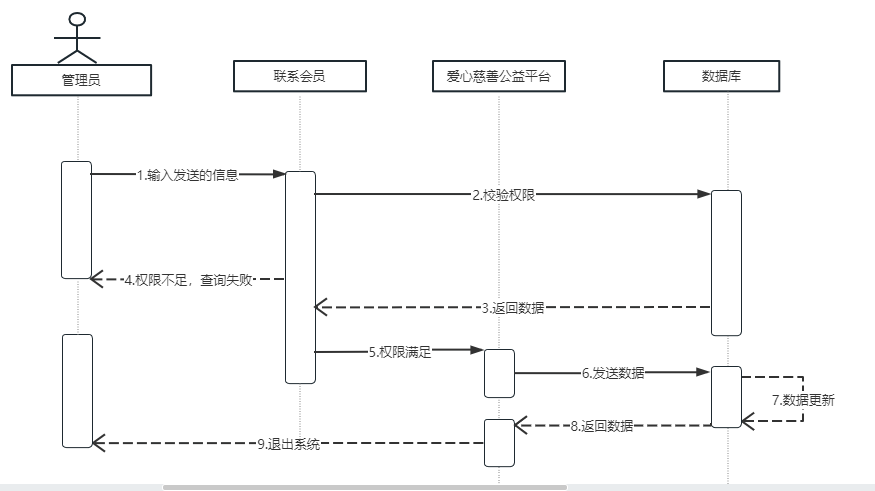 管理员
联系会员
爱心慈善公益平台
数据库
1.输入发送的信息
2.校验权限
4.权限不足，查询失败
3.返回数据
5.权限满足
6.发送数据
7.数据更新
8.返回数据
9.退出系统